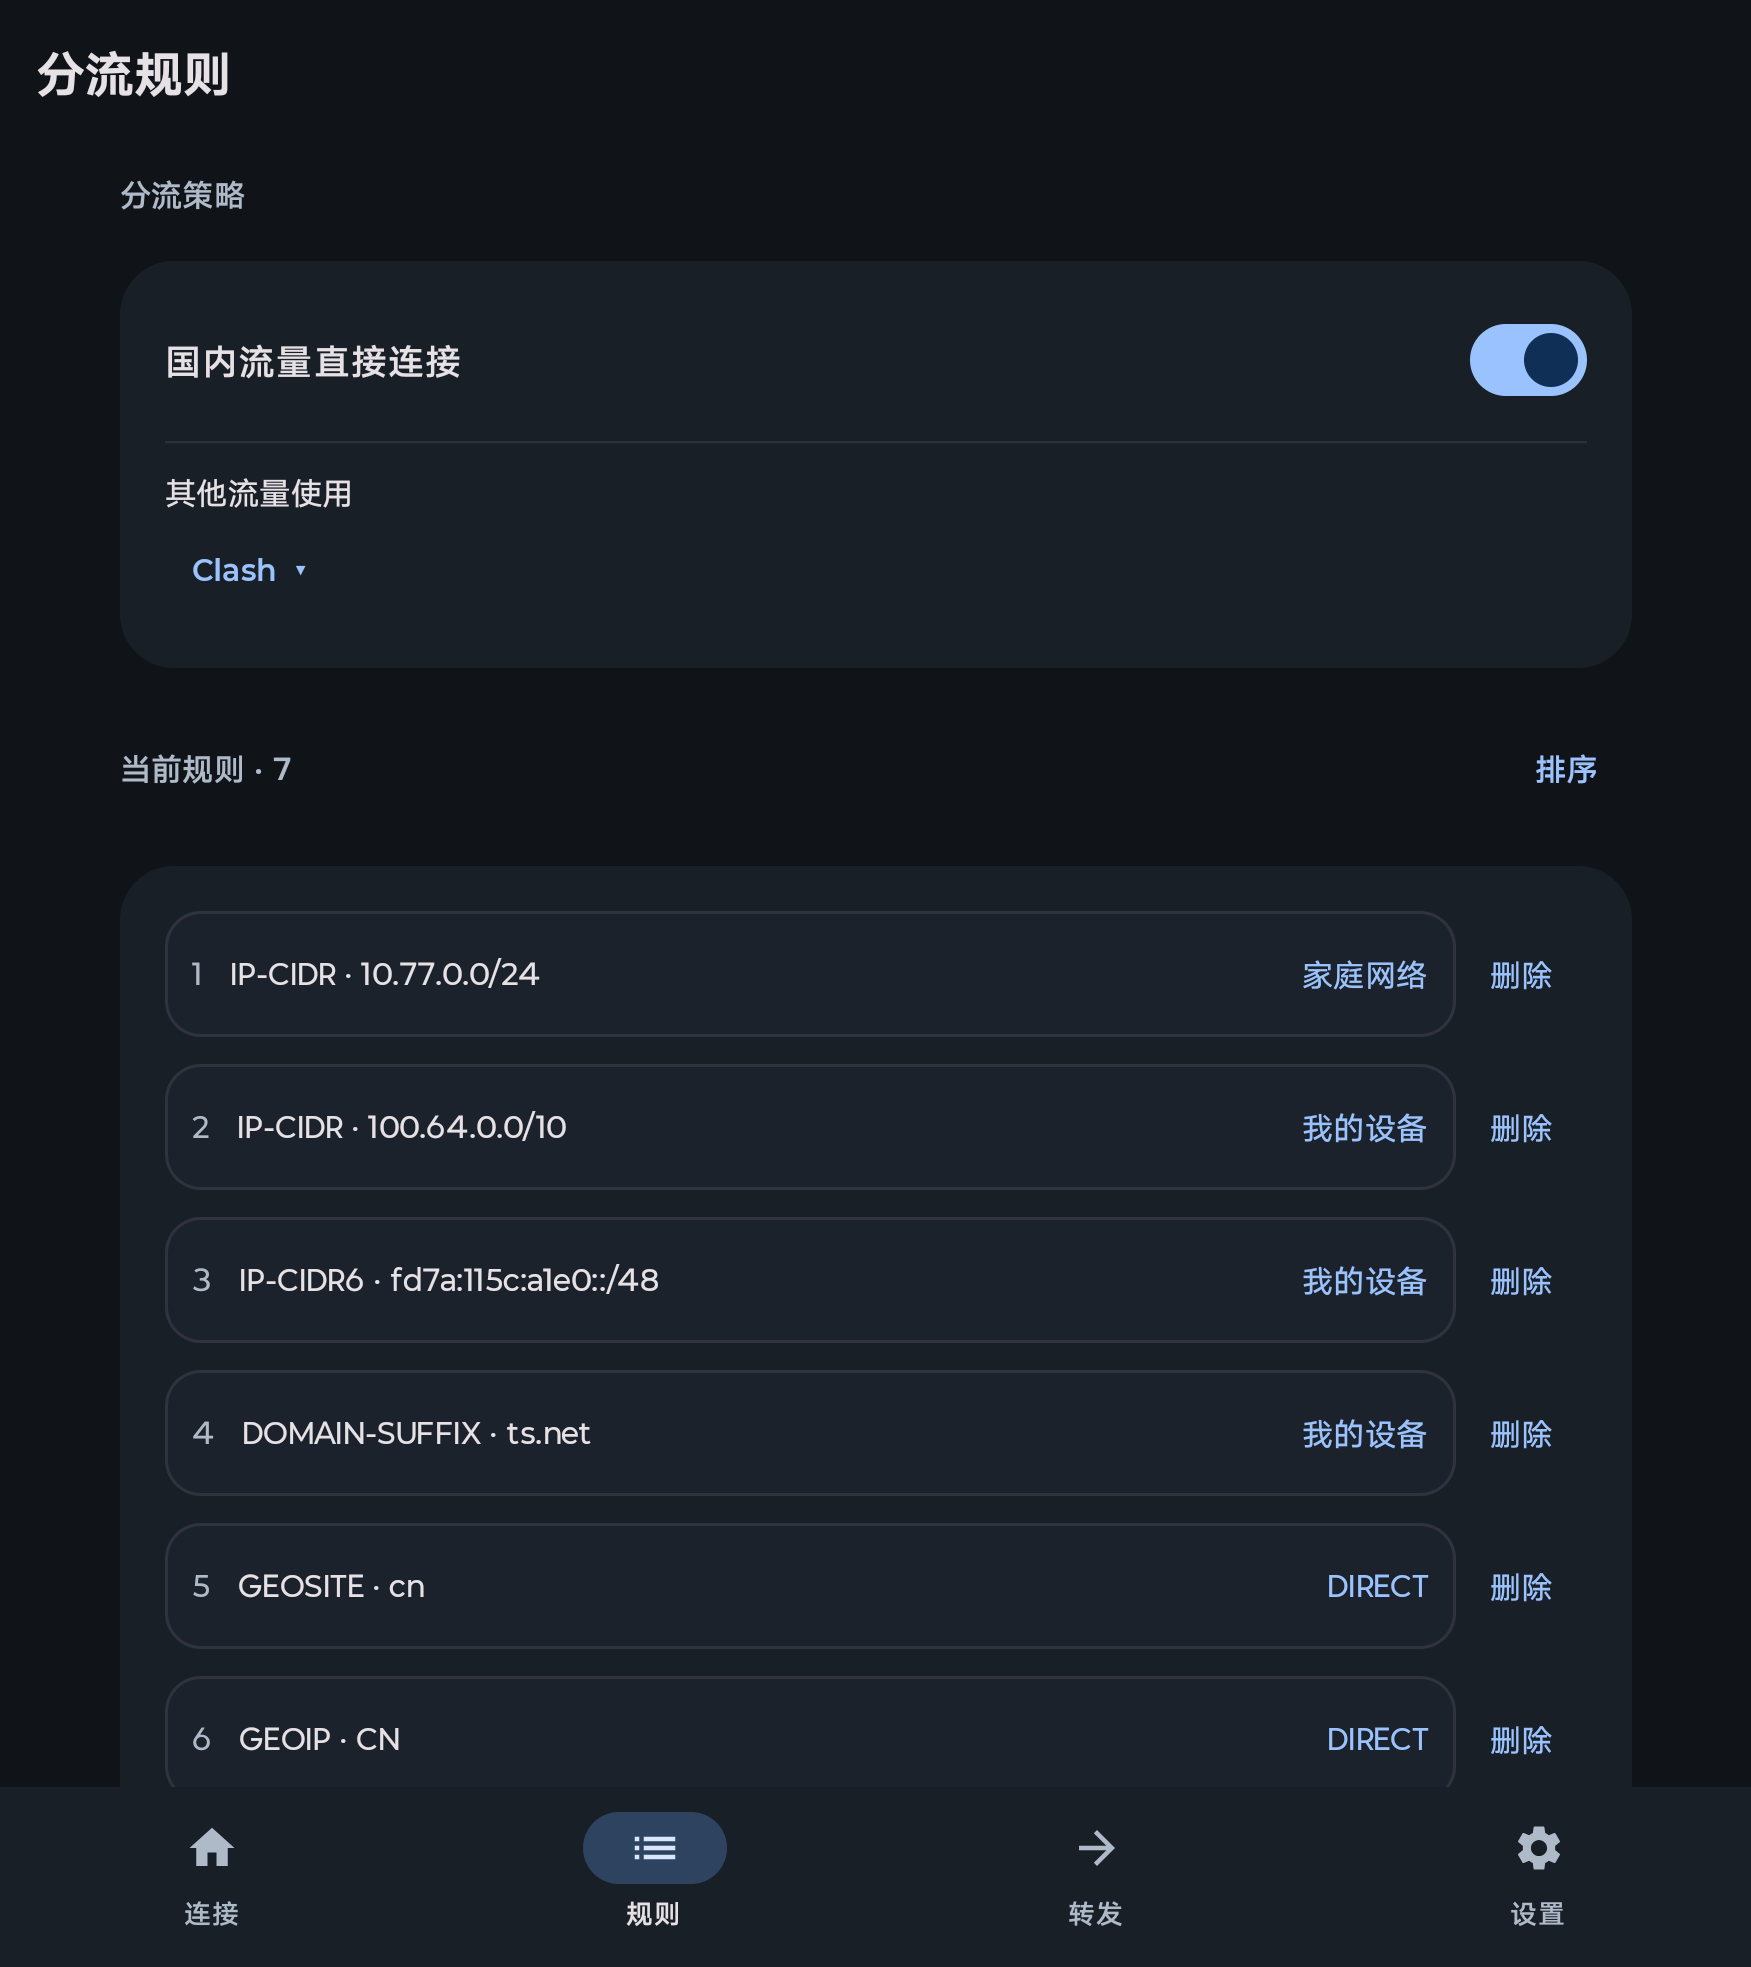 分流规则
分流策略
国内流量直接连接
其他流量使用
Clash ▾
当前规则 · 7 排序
1 IP-CIDR · 10.77.0.0/24 家庭网络 删除
2 IP-CIDR · 100.64.0.0/10 我的设备 删除
3 IP-CIDR6 · fd7a:115c:a1e0::/48 我的设备 删除
4 DOMAIN-SUFFIX · ts.net 我的设备 删除
5 GEOSITE · cn DIRECT 删除
6 GEOIP · CN DIRECT 删除
连接 规则 转发 设置